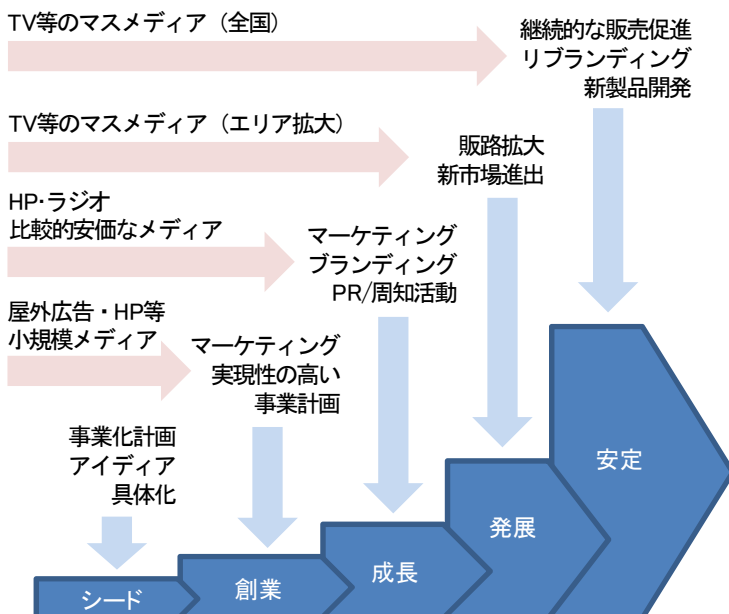 TV等のマスメディア（全国）
継続的な販売促進
リブランディング
新製品開発
TV等のマスメディア（エリア拡大）
販路拡大
新市場進出
HP・ラジオ
比較的安価なメディア
マーケティング
ブランディング
PR/周知活動
屋外広告・HP等
小規模メディア
マーケティング
実現性の高い
事業計画
事業化計画
アイディア
具体化
シード
創業
成長
発展
安定